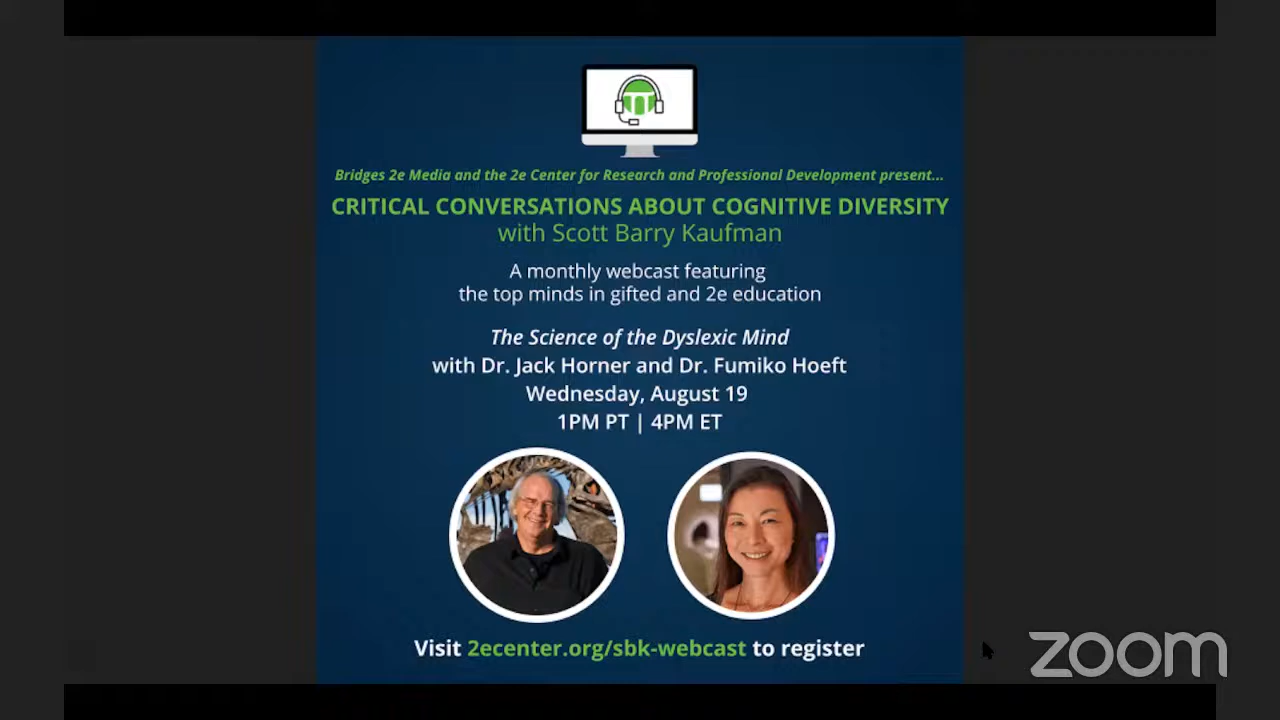 Bridges 2e Media and the 2e Center for Research and Professional Development present...
CRITICAL CONVERSATIONS ABOUT COGNITIVE DIVERSITY
with Scott Barry Kaufman
A monthly webcast featuring
the top minds in gifted and 2e education
The Science of the Dyslexic Mind
with Dr. Jack Horner and Dr. Fumiko Hoeft
Wednesday, August 19
1PM PT | 4PM ET
Visit 2ecenter.org/sbk-webcast to register
zoom